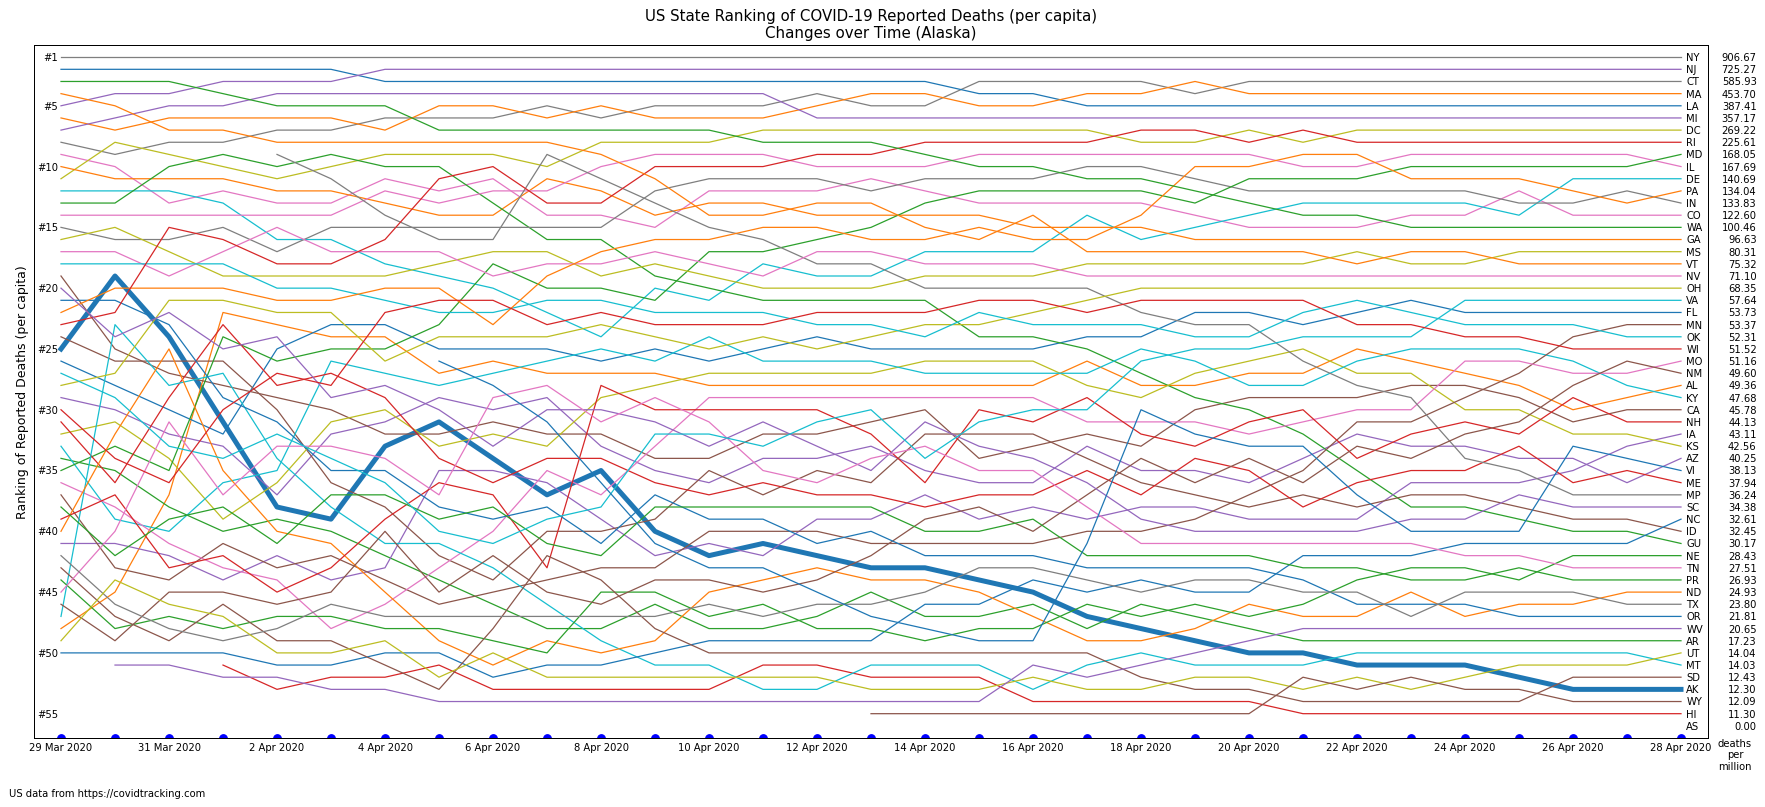 US State Ranking of COVID-19 Reported Deaths (per capita)
Changes over Time (Alaska)
Ranking of Reported Deaths (per capita)
#1
#5
#10
#15
#20
#25
#30
#35
#40
#45
#50
#55
NY 906.67
NJ 725.27
CT 585.93
MA 453.70
LA 387.41
MI 357.17
DC 269.22
RI 225.61
MD 168.05
IL 167.69
DE 140.69
PA 134.04
IN 133.83
CO 122.60
WA 100.46
GA 96.63
MS 80.31
VT 75.32
NV 71.10
OH 68.35
VA 57.64
FL 53.73
MN 53.37
OK 52.31
WI 51.52
MO 51.16
NM 49.60
AL 49.36
KY 47.68
CA 45.78
NH 44.13
IA 43.11
KS 42.56
AZ 40.25
VI 38.13
ME 37.94
MP 36.24
SC 34.38
NC 32.61
ID 32.45
GU 30.17
NE 28.43
TN 27.51
PR 26.93
ND 24.93
TX 23.80
OR 21.81
WV 20.65
AR 17.23
UT 14.04
MT 14.03
SD 12.43
AK 12.30
WY 12.09
HI 11.30
AS 0.00
29 Mar 2020 31 Mar 2020 2 Apr 2020 4 Apr 2020 6 Apr 2020 8 Apr 2020 10 Apr 2020 12 Apr 2020 14 Apr 2020 16 Apr 2020 18 Apr 2020 20 Apr 2020 22 Apr 2020 24 Apr 2020 26 Apr 2020 28 Apr 2020
deaths
per
million
US data from https://covidtracking.com